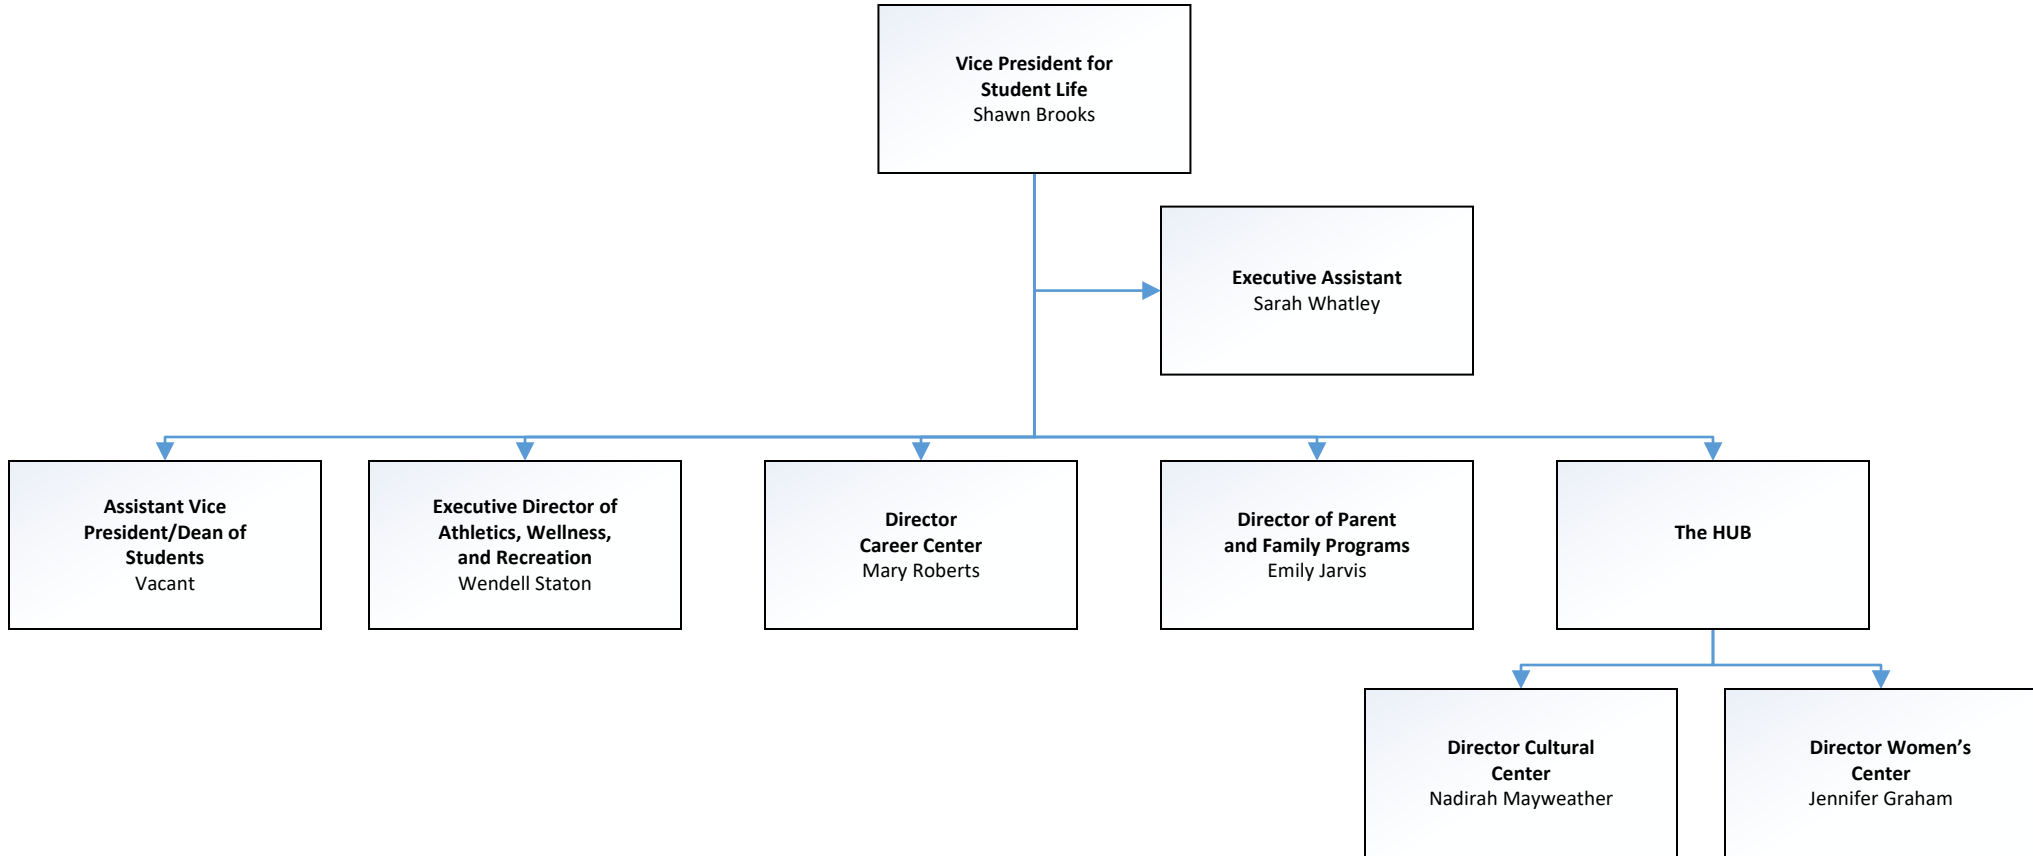 Vice President for
Student Life
Shawn Brooks
Executive Assistant
Sarah Whatley
Assistant Vice
President/Dean of
Students
Vacant
Executive Director of
Athletics, Wellness,
and Recreation
Wendell Staton
Director
Career Center
Mary Roberts
Director of Parent
and Family Programs
Emily Jarvis
The HUB
Director Cultural
Center
Nadirah Mayweather
Director Women’s
Center
Jennifer Graham